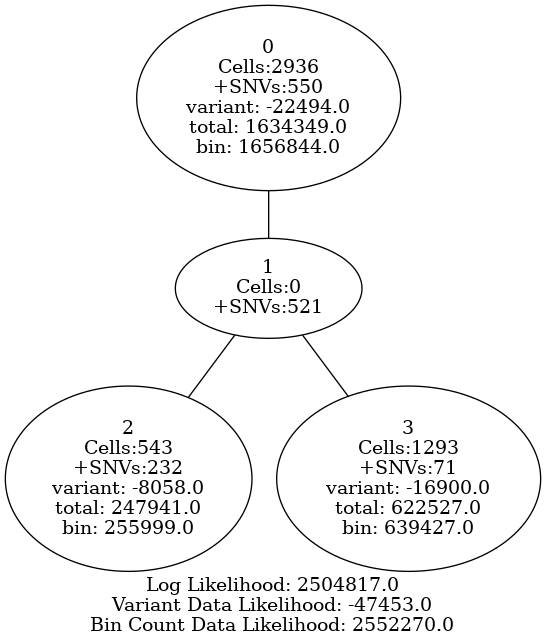 0
Cells:2936
+SNVs:550
variant: -22494.0
total: 1634349.0
bin: 1656844.0
1
Cells:0
+SNVs:521
2
Cells:543
+SNVs:232
variant: -8058.0
total: 247941.0
bin: 255999.0
3
Cells:1293
+SNVs:71
variant: -16900.0
total: 622527.0
bin: 639427.0
Log Likelihood: 2504817.0
Variant Data Likelihood: -47453.0
Bin Count Data Likelihood: 2552270.0